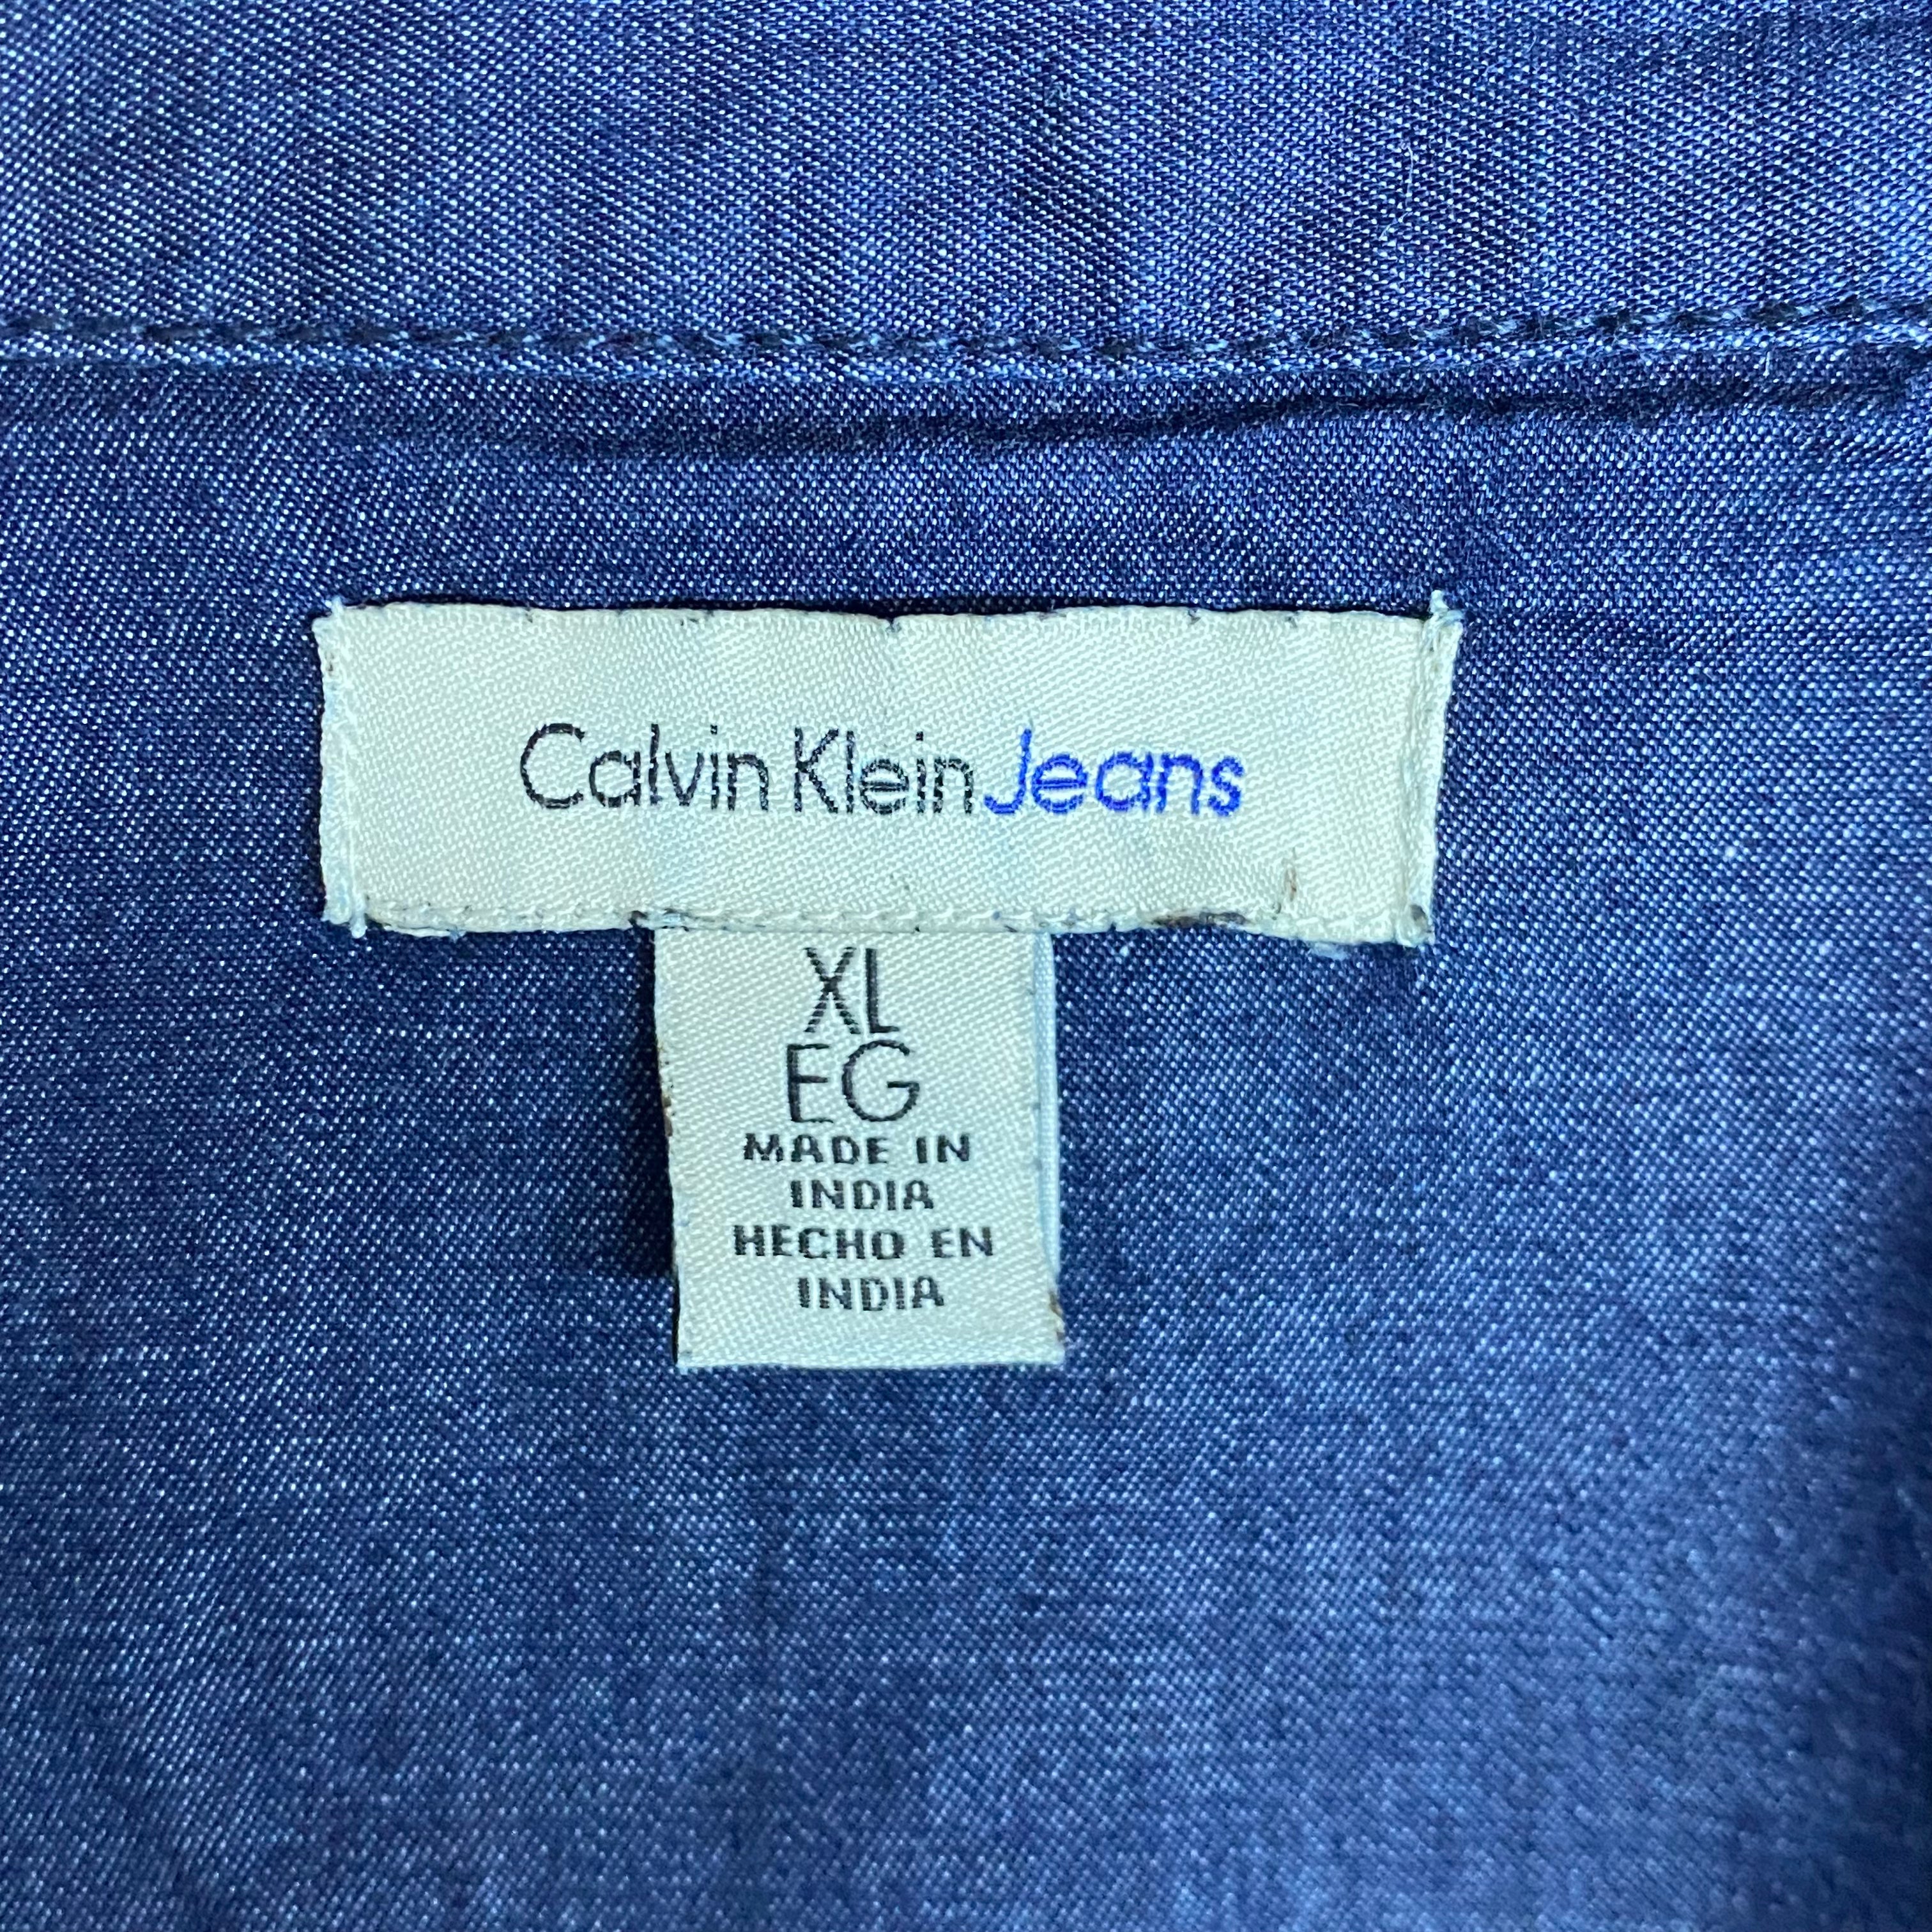 Calvin Klein Jeans
XL
EG
MADE IN
INDIA
HECHO EN
INDIA